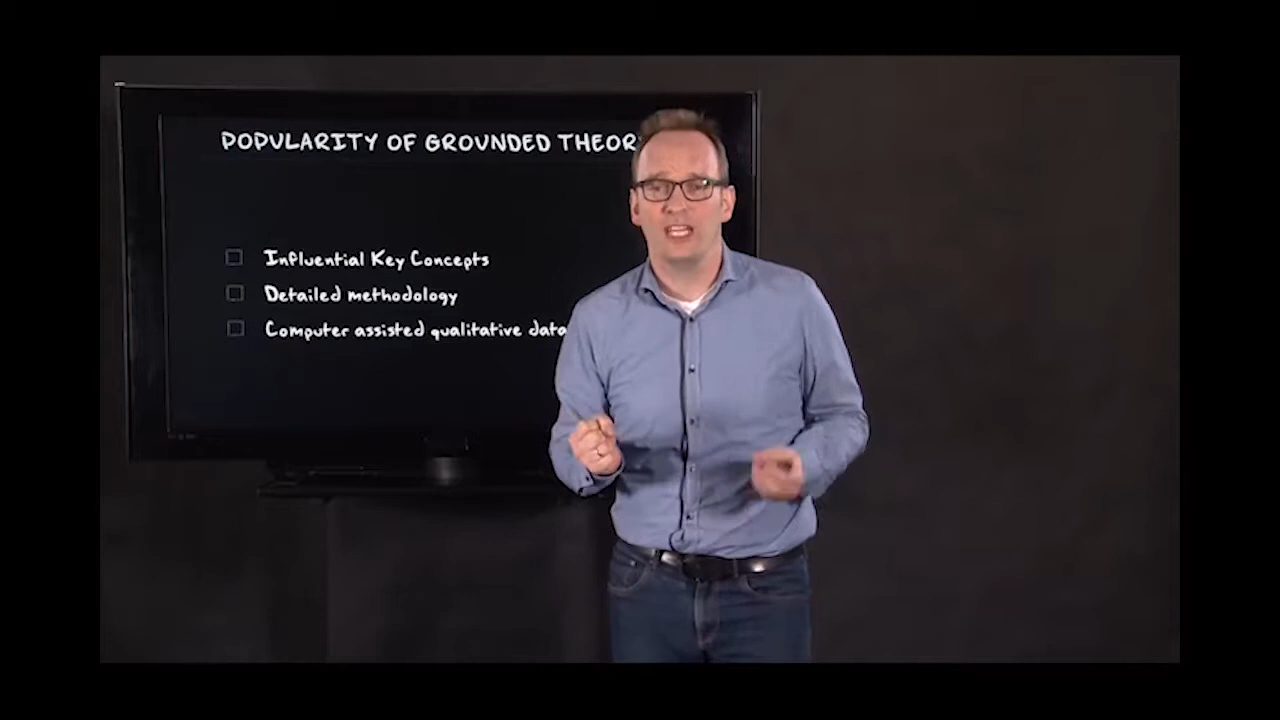 POPULARITY OF GROUNDED THEOR
Influential Key Concepts
Detailed methodology
Computer assisted qualitative data